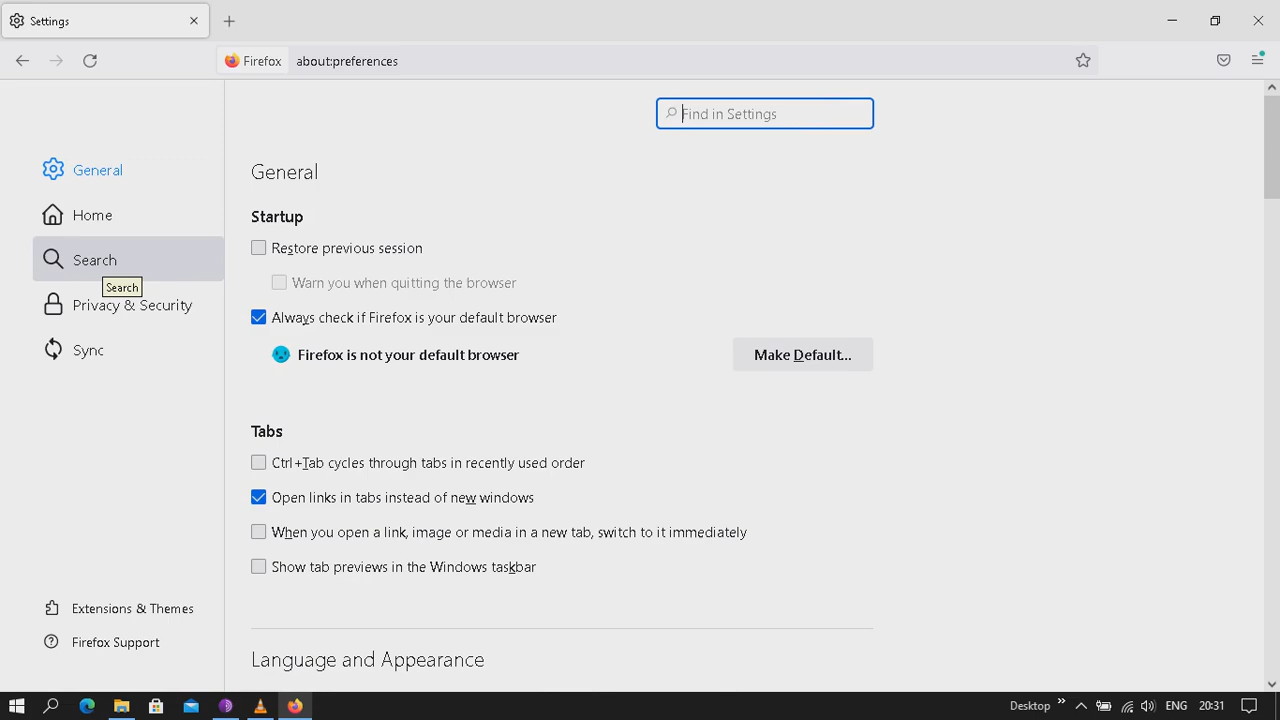 Settings
Firefox
about:preferences
Find in Settings
General
Home
Search
Search
Privacy & Security
Sync
Extensions & Themes
Firefox Support
General
Startup
Restore previous session
Warn you when quitting the browser
Always check if Firefox is your default browser
Firefox is not your default browser
Make Default...
Tabs
Ctrl+Tab cycles through tabs in recently used order
Open links in tabs instead of new windows
When you open a link, image or media in a new tab, switch to it immediately
Show tab previews in the Windows taskbar
Language and Appearance
Desktop
ENG
20:31